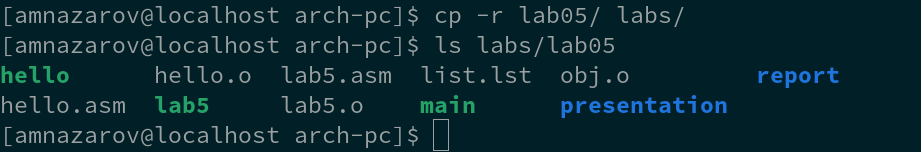 [amnazarov@localhost arch-pc]$ cp -r lab05/ labs/
[amnazarov@localhost arch-pc]$ ls labs/lab05
hello      hello.o  lab5.asm  list.lst  obj.o         report
hello.asm  lab5     lab5.o    main      presentation
[amnazarov@localhost arch-pc]$